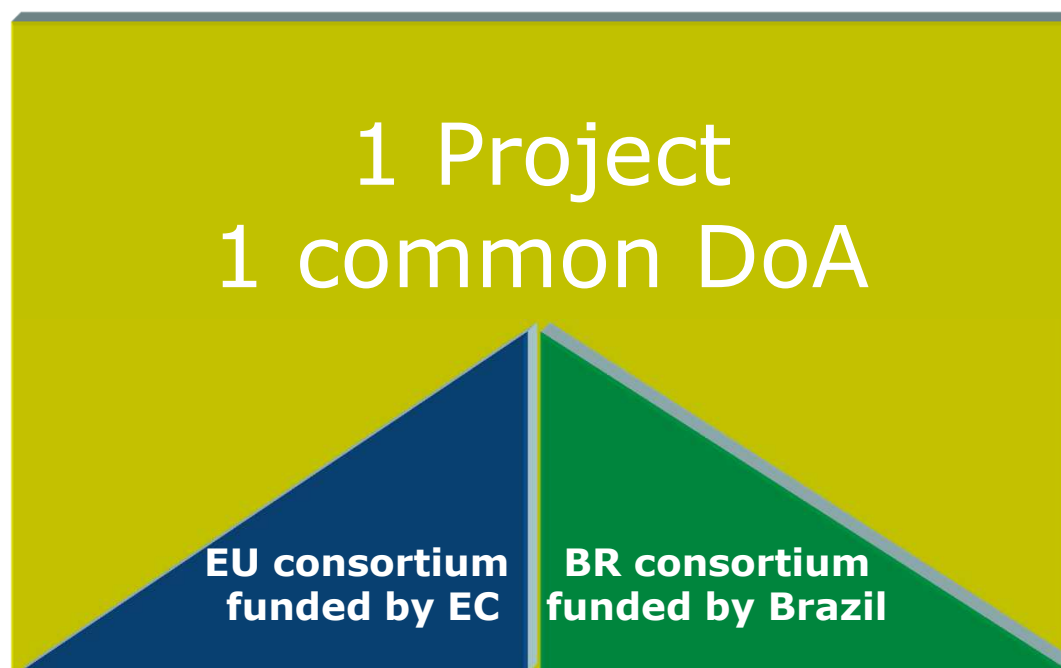 1 Project
1 common DoA
EU consortium
funded by EC
BR consortium
funded by Brazil